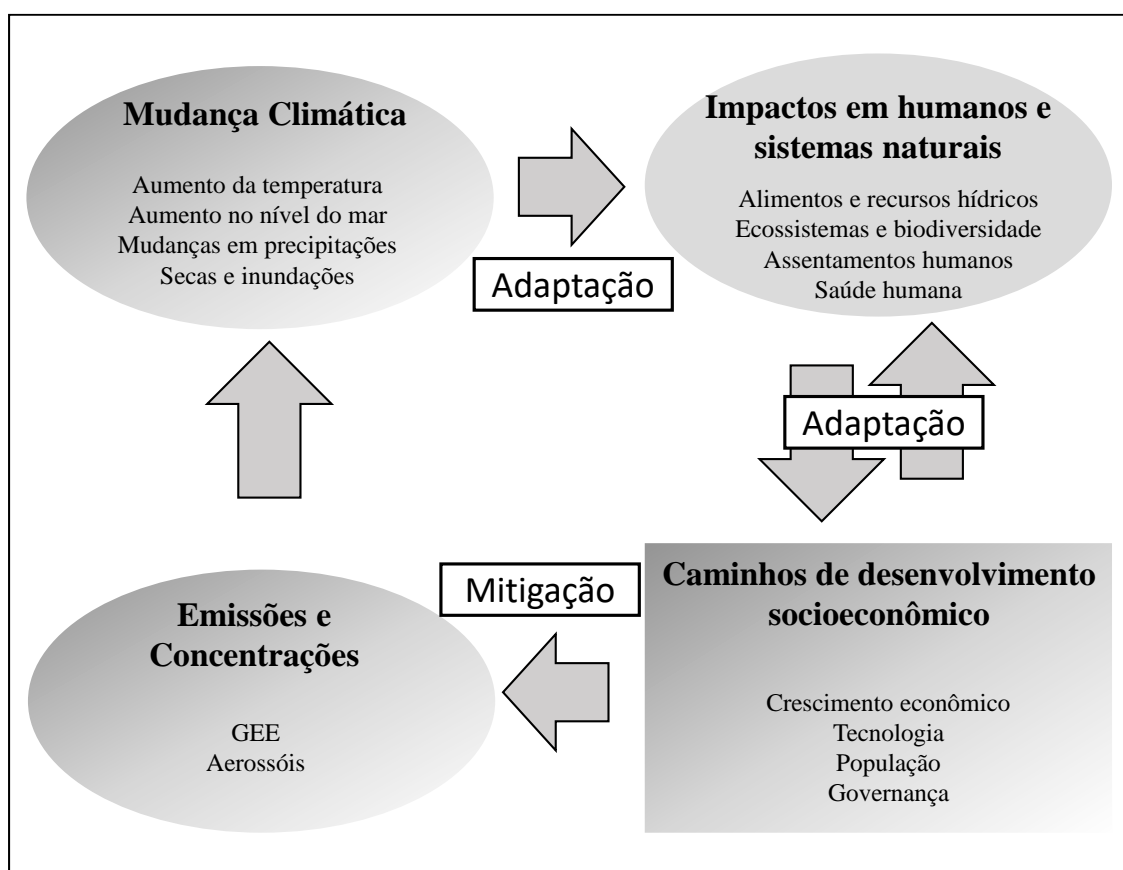 Mudança Climática
Aumento da temperatura
Aumento no nível do mar
Mudanças em precipitações
Secas e inundações
Adaptação
Impactos em humanos e
sistemas naturais
Alimentos e recursos hídricos
Ecossistemas e biodiversidade
Assentamentos humanos
Saúde humana
Adaptação
Emissões e
Concentrações
GEE
Aerossóis
Mitigação
Caminhos de desenvolvimento
socioeconômico
Crescimento econômico
Tecnologia
População
Governança